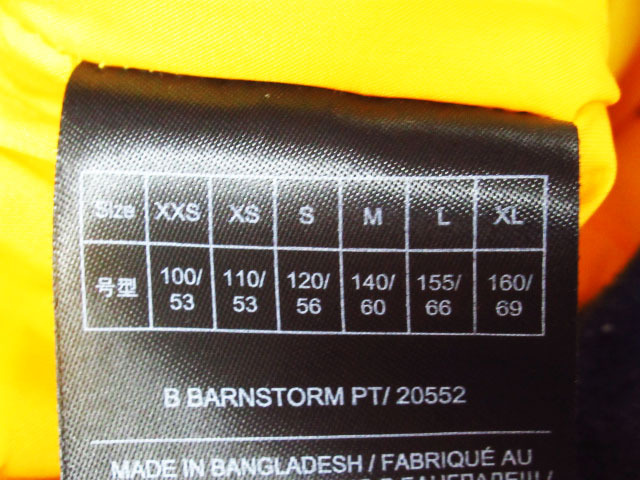 Size XXS XS S M L XL
号型 100/53 110/53 120/56 140/60 155/66 160/69
B BARNSTORM PT/ 20552
MADE IN BANGLADESH / FABRIQUÉ AU